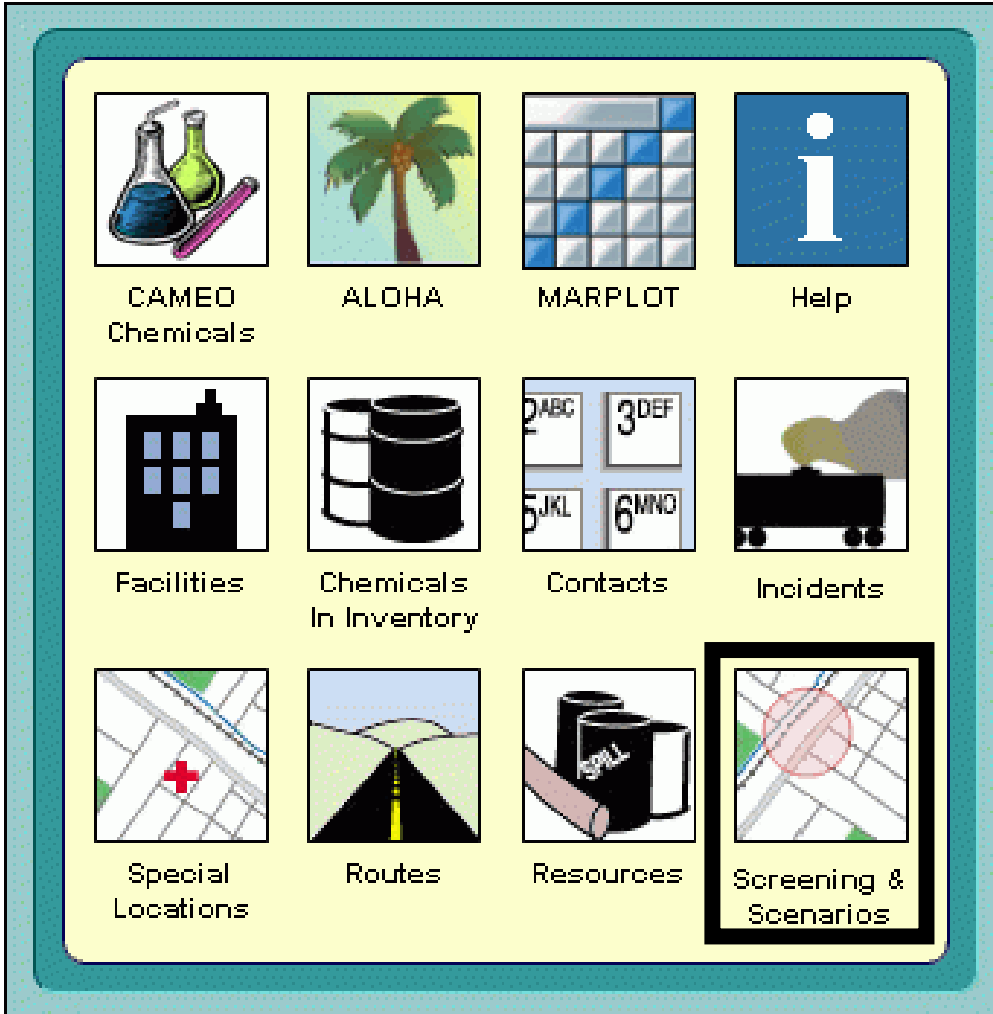 CAMEO
Chemicals
ALOHA
MARPLOT
i
Help
Facilities
Chemicals
In Inventory
2ABC
3DEF
5JKL
6MNO
Contacts
Incidents
Special
Locations
Routes
SPILL
Resources
Screening &
Scenarios